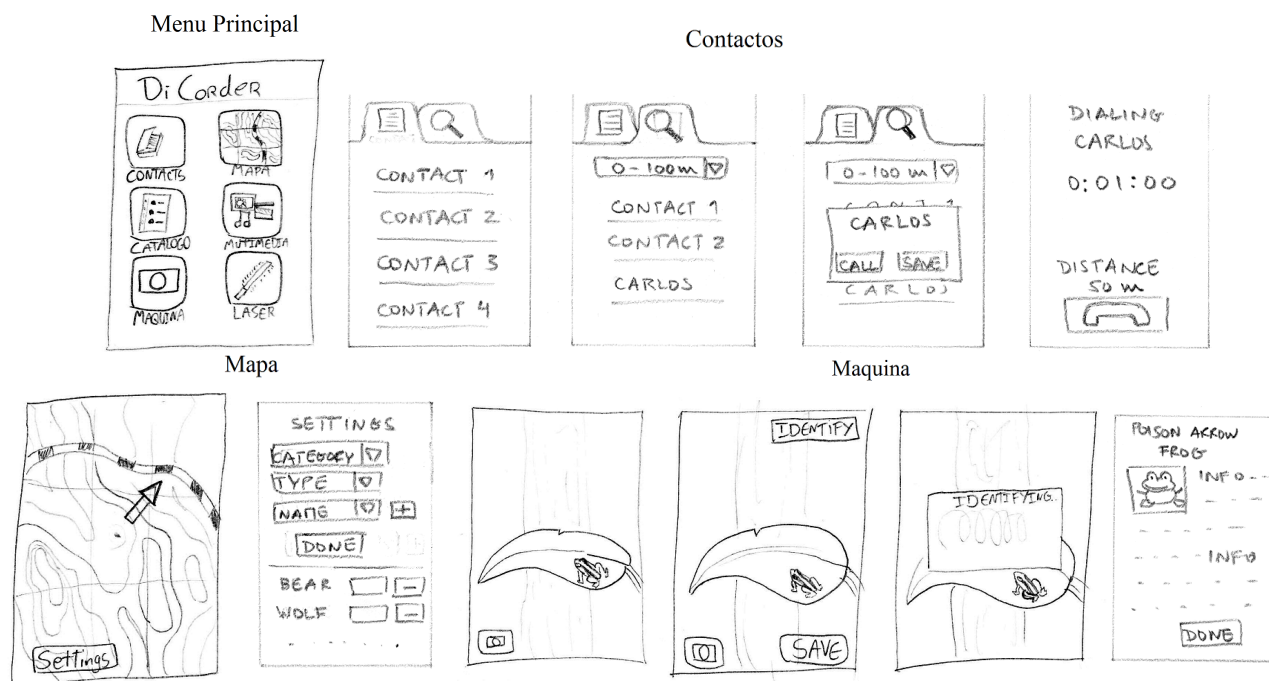 Menu Principal
Contactos
Di Corder
CONTACTS
MAPA
CATALOGO
MUTIMEDIA
MAQUINA
LASER
CONTACT 1
CONTACT 2
CONTACT 3
CONTACT 4
0-100m
CONTACT 1
CONTACT 2
CARLOS
0-100 m
CONT 1
CARLOS
CALL SAVE
CARLOS
DIALING
CARLOS
0:01:00
DISTANCE
50 m
Mapa
Maquina
Settings
SETTINGS
CATEGORY
TYPE
NAME +
DONE
BEAR -
WOLF -
IDENTIFY
SAVE
IDENTIFYING..
POISON ARROW
FROG
INFO
INFO
DONE